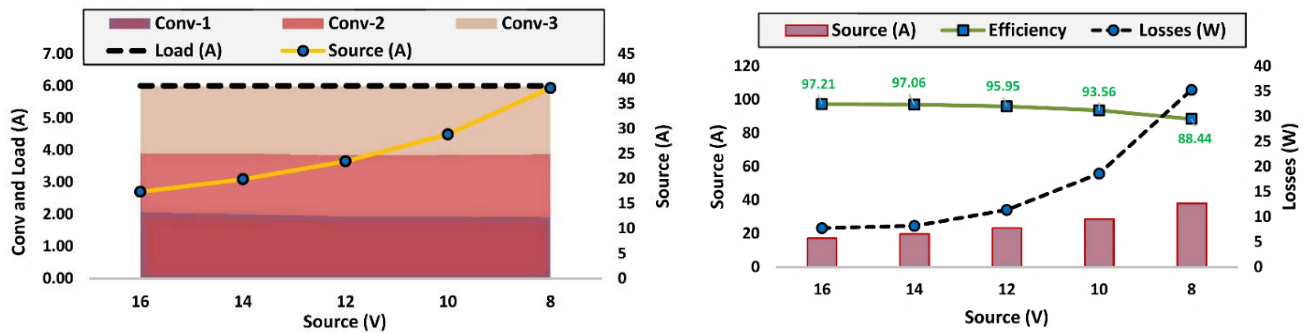 Conv-1 Conv-2 Conv-3
Load (A) Source (A)
7.00
6.00
5.00
4.00
3.00
2.00
1.00
0.00
Conv and Load (A)
45
40
35
30
25
20
15
10
5
0
Source (A)
16 14 12 10 8
Source (V)
Source (A) Efficiency Losses (W)
120
100
80
60
40
20
0
Source (A)
97.21 97.06 95.95 93.56
88.44
40
35
30
25
20
15
10
5
0
Losses (W)
16 14 12 10 8
Source (V)